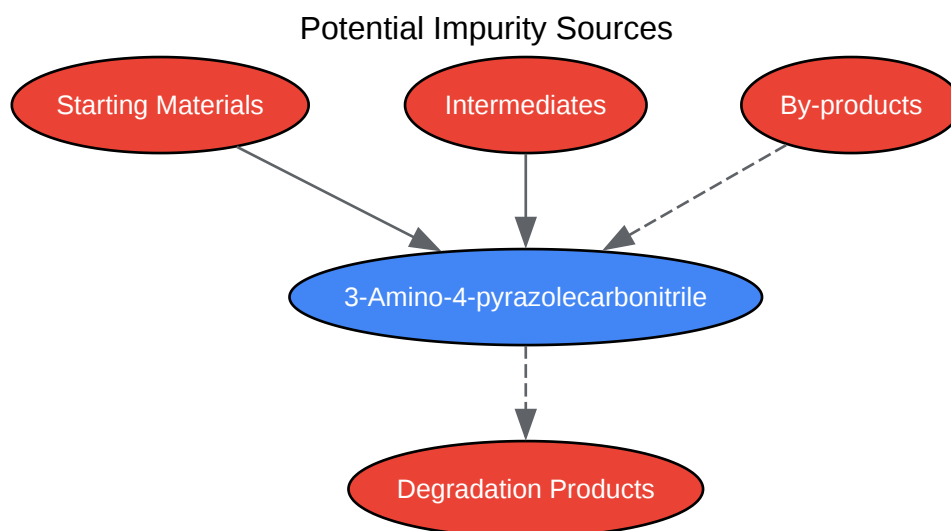 Potential Impurity Sources
Starting Materials
Intermediates
By-products
3-Amino-4-pyrazolecarbonitrile
Degradation Products